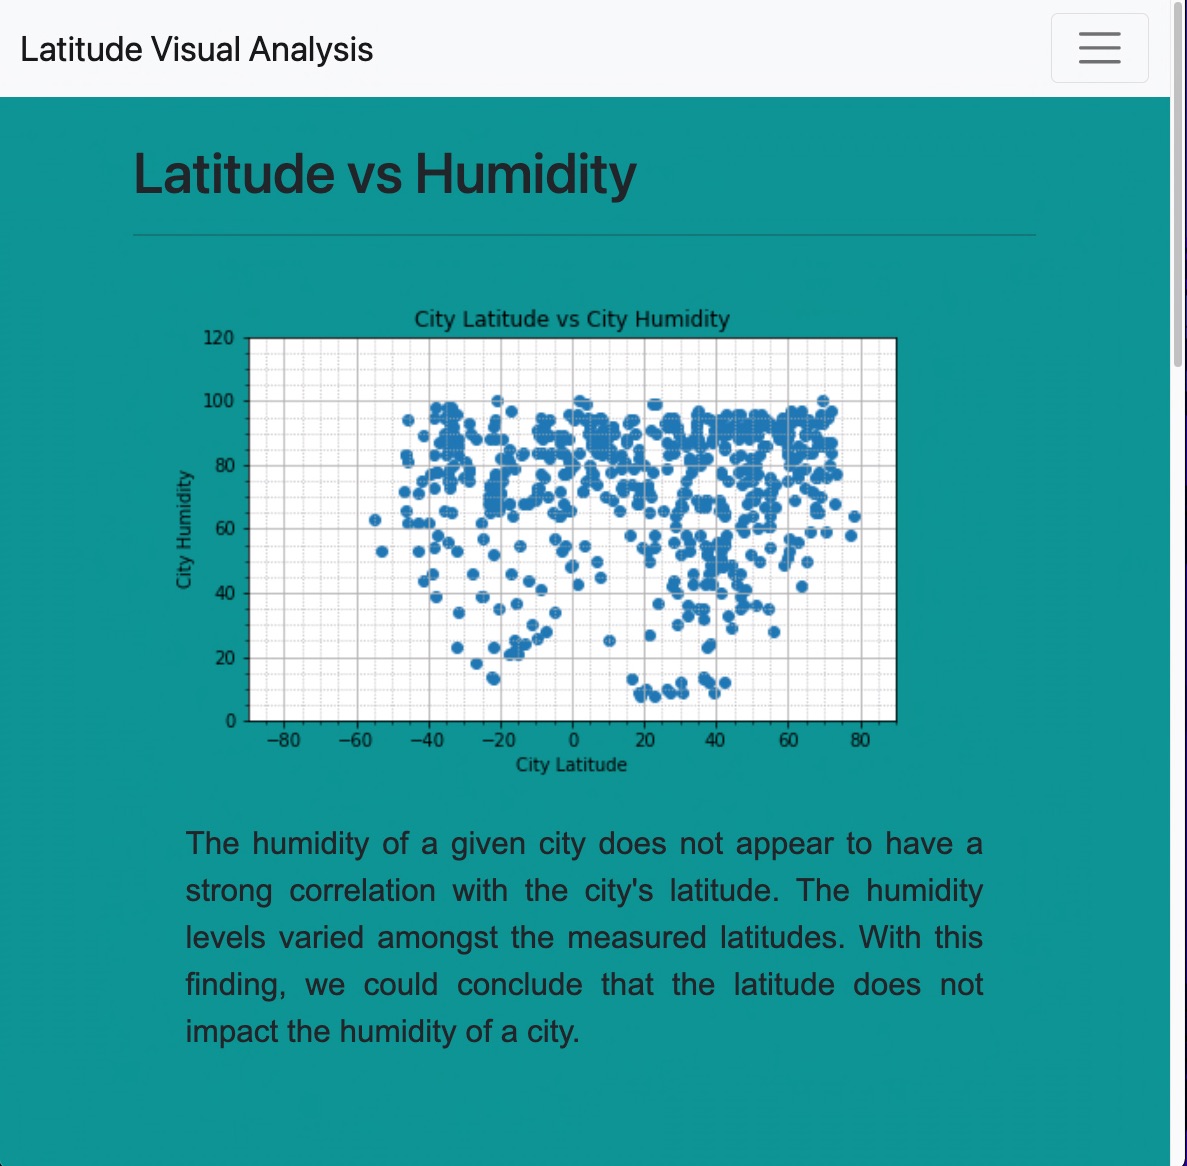 Latitude Visual Analysis
Latitude vs Humidity
City Latitude vs City Humidity
120
100
80
60
40
20
0
City Humidity
−80 −60 −40 −20 0 20 40 60 80
City Latitude
The humidity of a given city does not appear to have a
strong correlation with the city's latitude. The humidity
levels varied amongst the measured latitudes. With this
finding, we could conclude that the latitude does not
impact the humidity of a city.